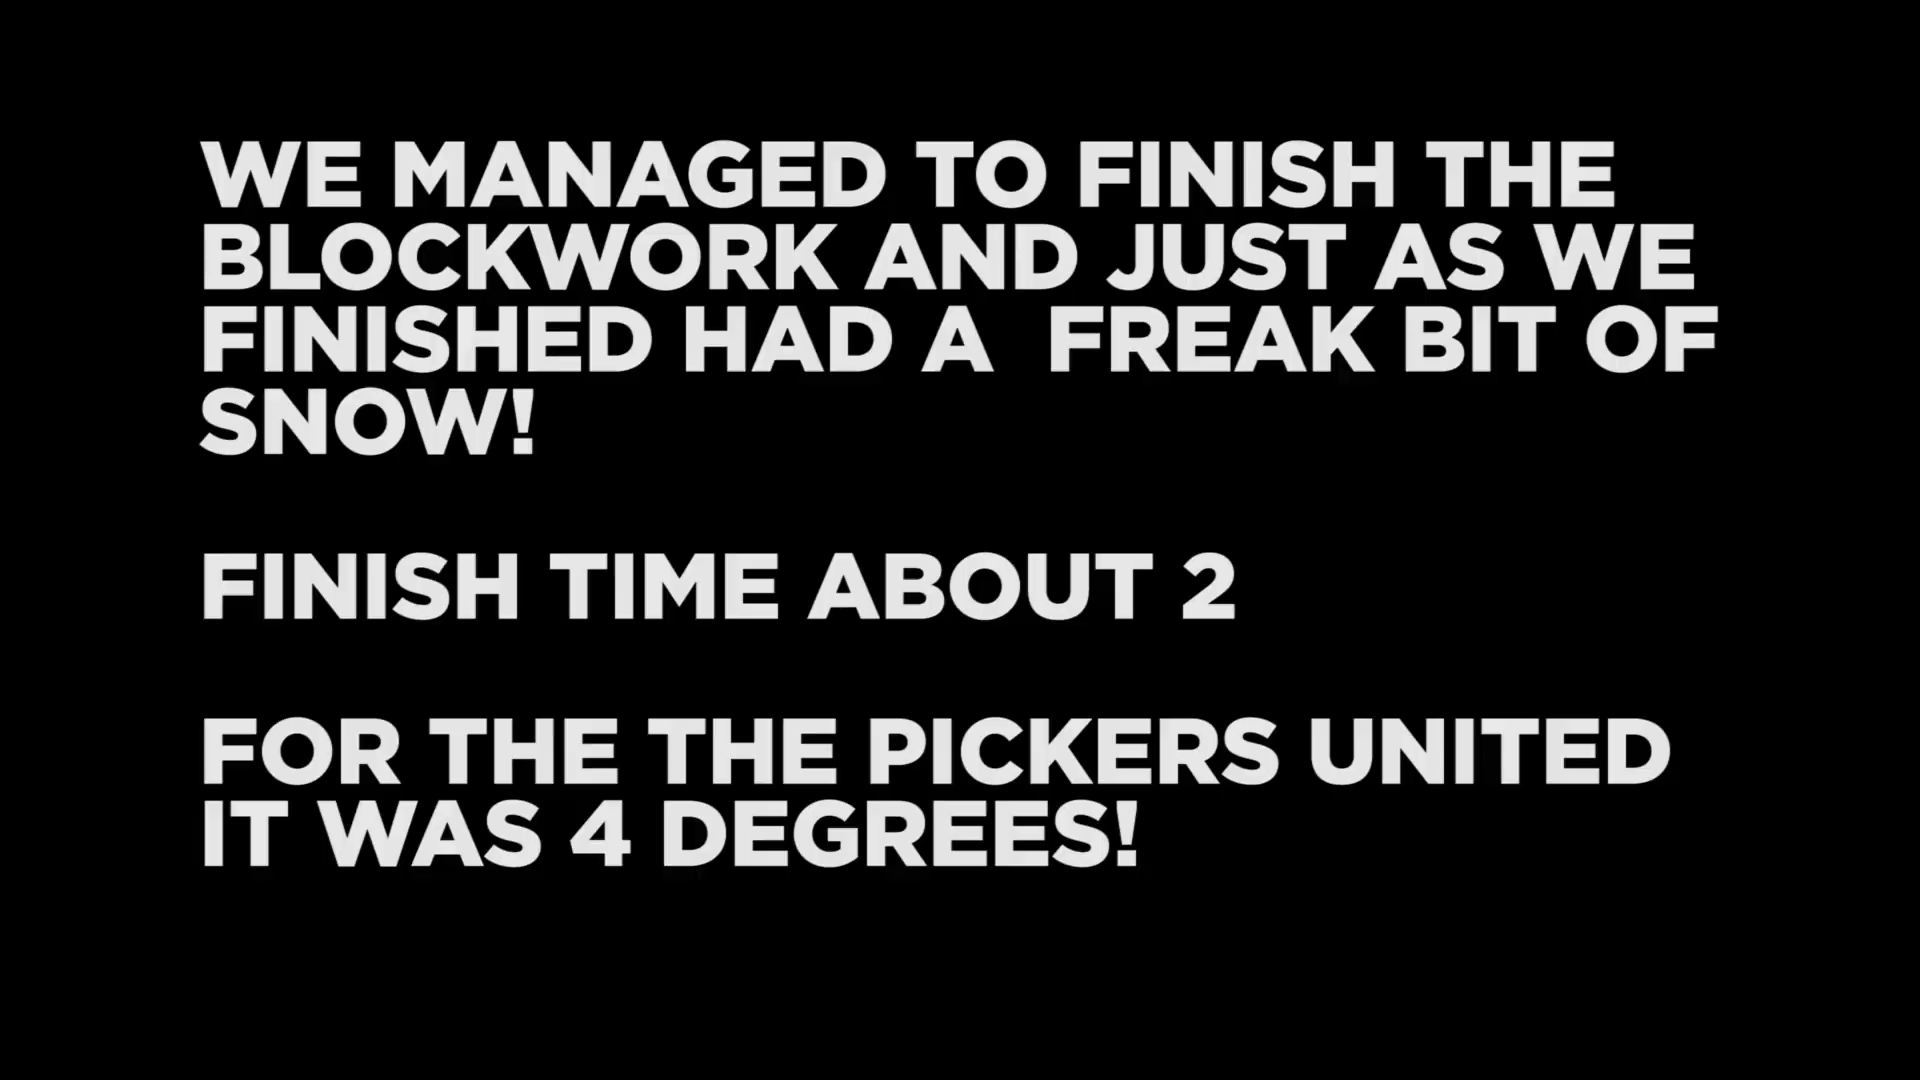 WE MANAGED TO FINISH THE
BLOCKWORK AND JUST AS WE
FINISHED HAD A  FREAK BIT OF
SNOW!
FINISH TIME ABOUT 2
FOR THE THE PICKERS UNITED
IT WAS 4 DEGREES!